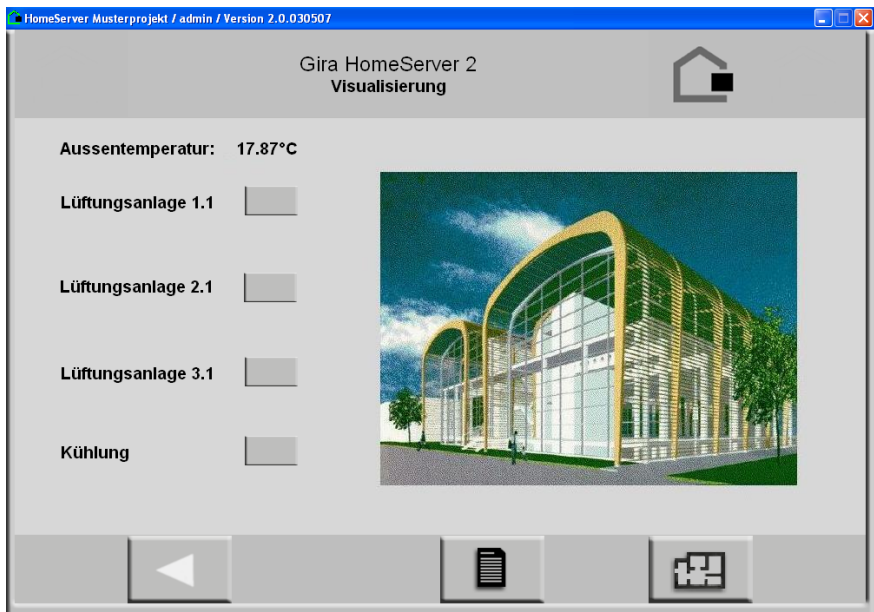 HomeServer Musterprojekt / admin / Version 2.0.030507
Gira HomeServer 2
Visualisierung
Aussentemperatur: 17.87°C
Lüftungsanlage 1.1
Lüftungsanlage 2.1
Lüftungsanlage 3.1
Kühlung